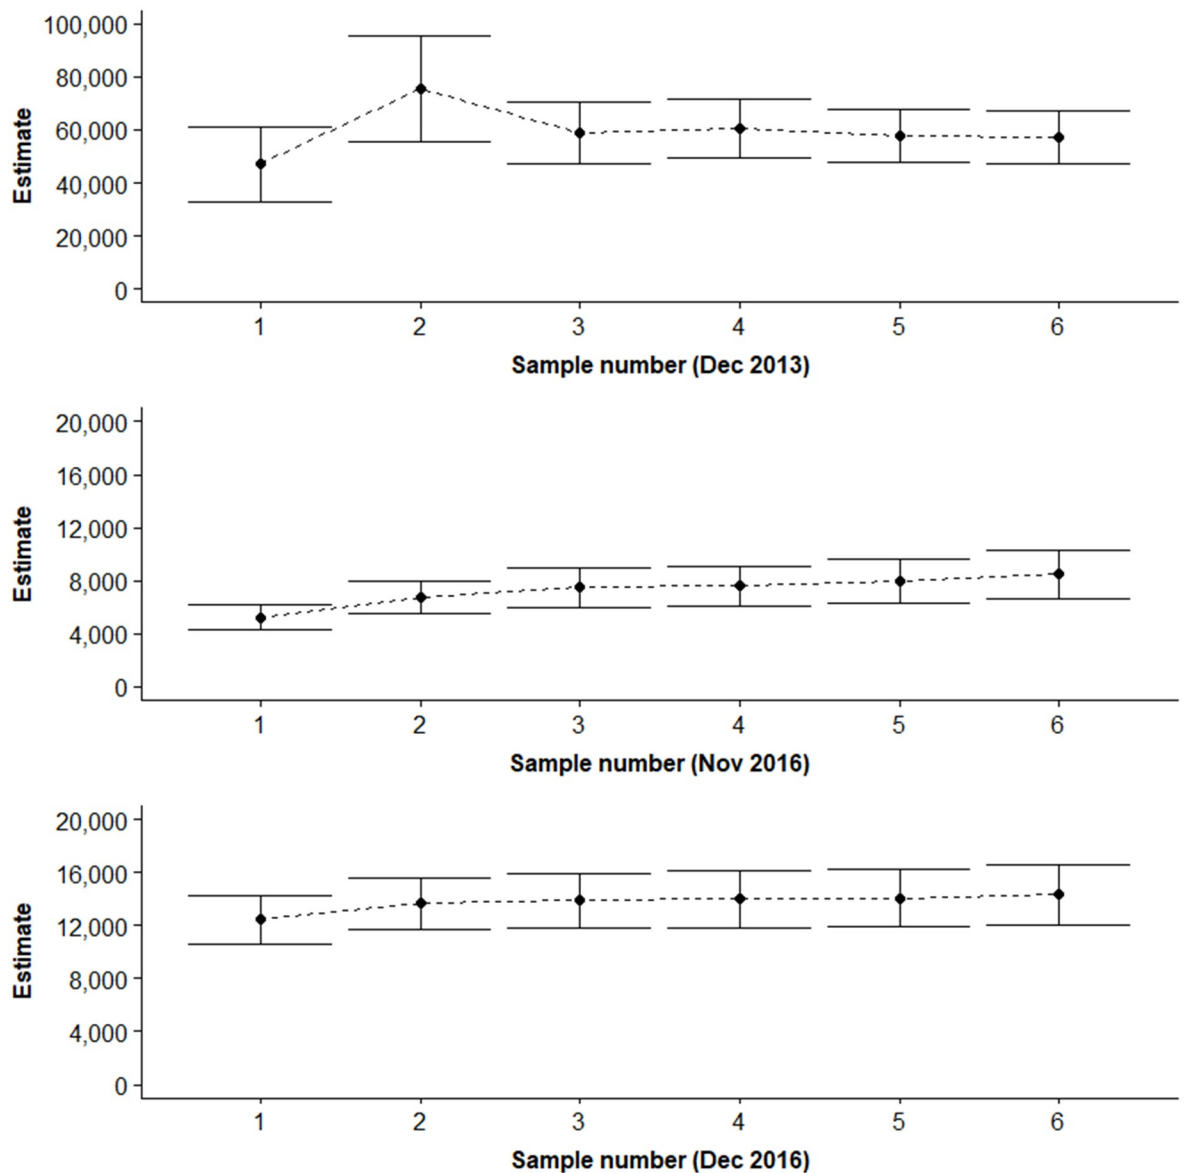 100,000
80,000
60,000
40,000
20,000
0
Estimate
1 2 3 4 5 6
Sample number (Dec 2013)
20,000
16,000
12,000
8,000
4,000
0
Estimate
1 2 3 4 5 6
Sample number (Nov 2016)
20,000
16,000
12,000
8,000
4,000
0
Estimate
1 2 3 4 5 6
Sample number (Dec 2016)